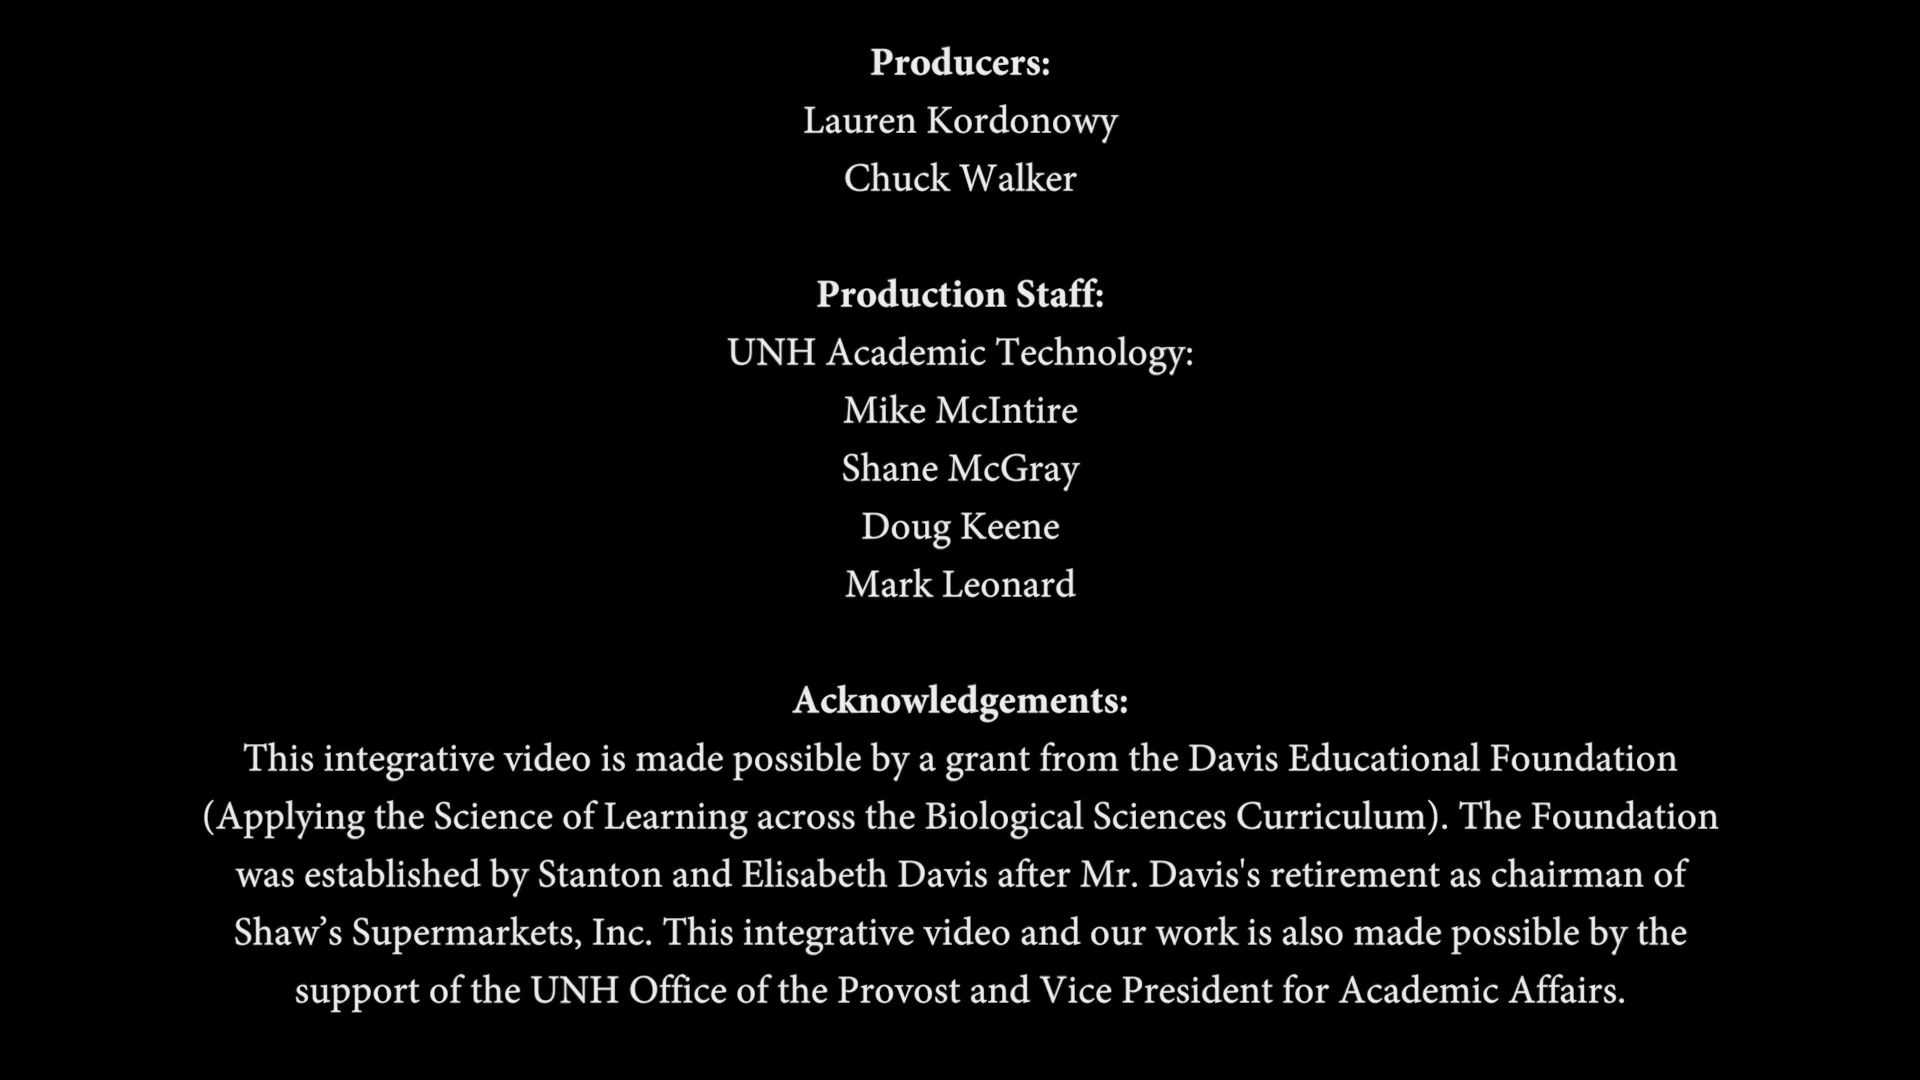 Producers:
Lauren Kordonowy
Chuck Walker
Production Staff:
UNH Academic Technology:
Mike McIntire
Shane McGray
Doug Keene
Mark Leonard
Acknowledgements:
This integrative video is made possible by a grant from the Davis Educational Foundation
(Applying the Science of Learning across the Biological Sciences Curriculum). The Foundation
was established by Stanton and Elisabeth Davis after Mr. Davis's retirement as chairman of
Shaw’s Supermarkets, Inc. This integrative video and our work is also made possible by the
support of the UNH Office of the Provost and Vice President for Academic Affairs.